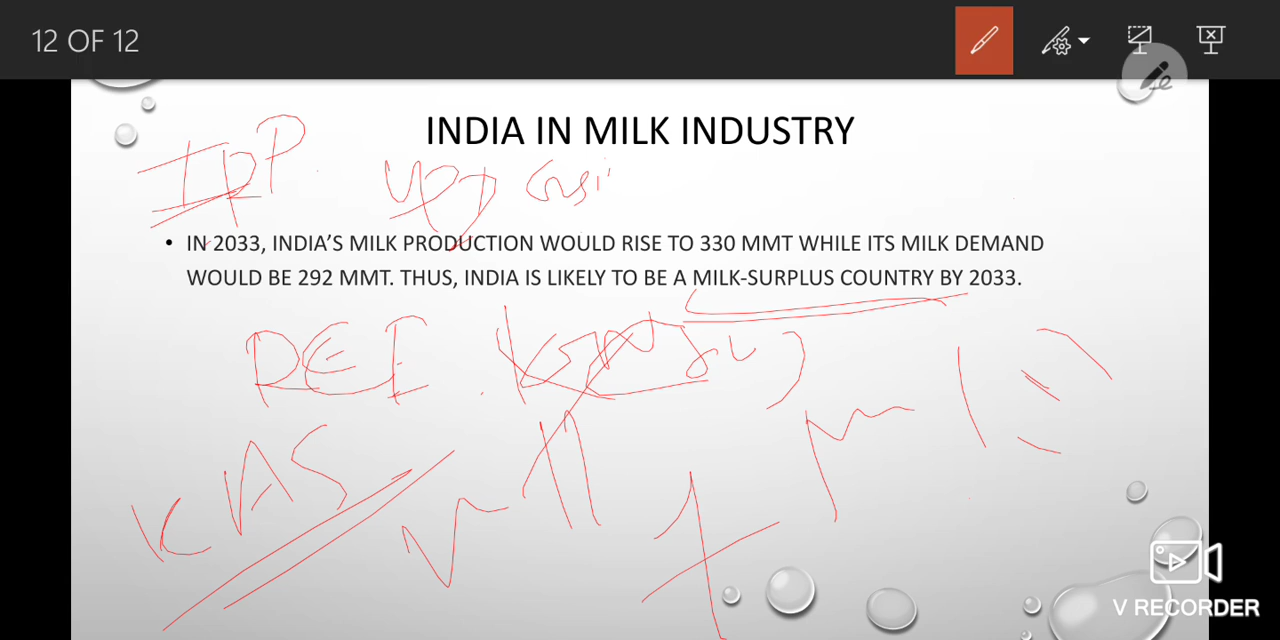 12 OF 12
INDIA IN MILK INDUSTRY
• IN 2033, INDIA'S MILK PRODUCTION WOULD RISE TO 330 MMT WHILE ITS MILK DEMAND
WOULD BE 292 MMT. THUS, INDIA IS LIKELY TO BE A MILK-SURPLUS COUNTRY BY 2033.
KAS
V RECORDER